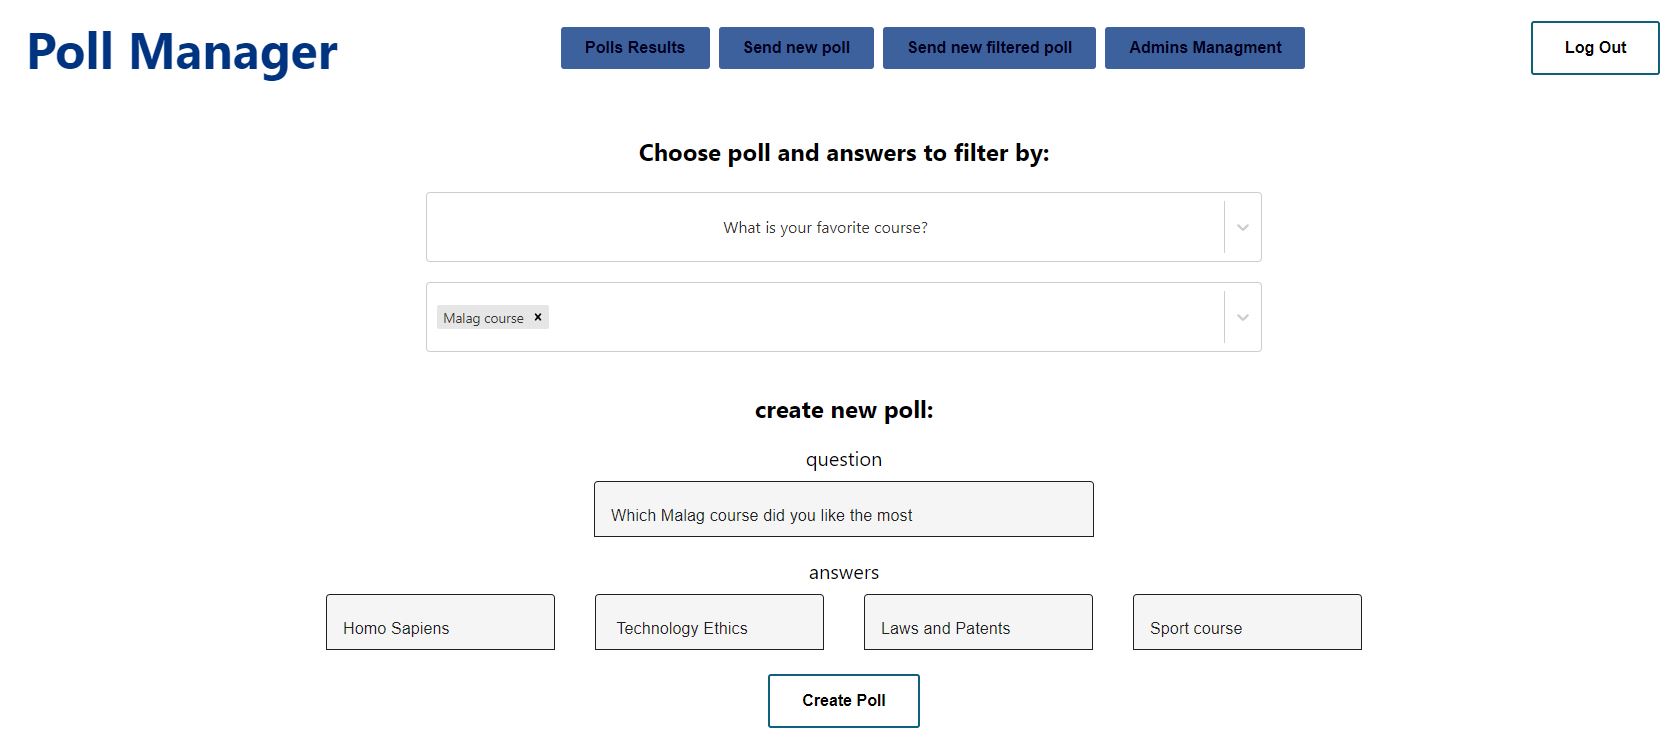 Poll Manager
Polls Results
Send new poll
Send new filtered poll
Admins Managment
Log Out
Choose poll and answers to filter by:
What is your favorite course?
Malag course ×
create new poll:
question
Which Malag course did you like the most
answers
Homo Sapiens
Technology Ethics
Laws and Patents
Sport course
Create Poll